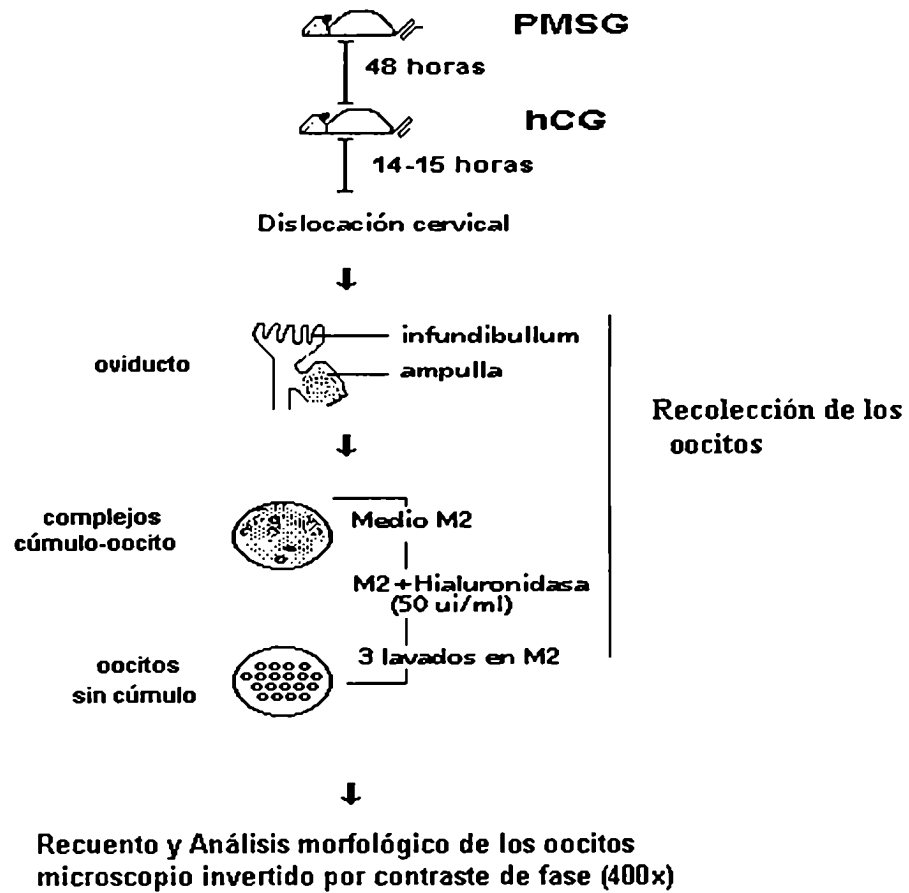 PMSG
48 horas
hCG
14-15 horas
Dislocación cervical
infundibullum
oviducto
ampulla
Recolección de los
oocitos
complejos
cúmulo-oocito
Medio M2
M2+Hialuronidasa
(50 ui/ml)
3 lavados en M2
oocitos
sin cúmulo
Recuento y Análisis morfológico de los oocitos
microscopio invertido por contraste de fase (400x)